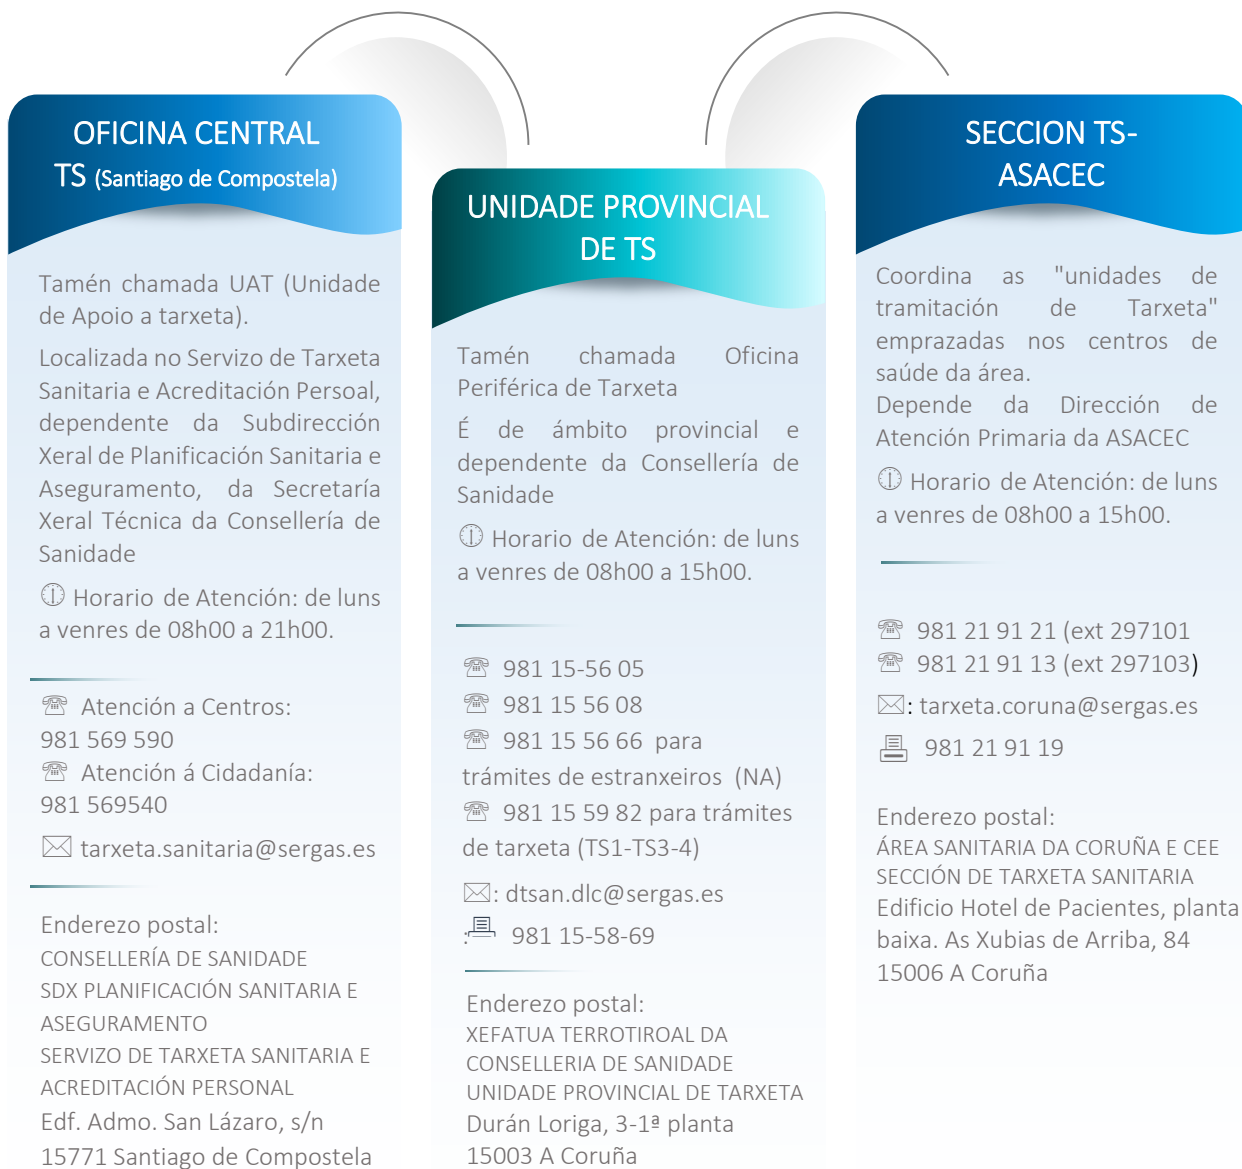 OFICINA CENTRAL
TS (Santiago de Compostela)
Tamén chamada UAT (Unidade
de Apoio a tarxeta).
Localizada no Servizo de Tarxeta
Sanitaria e Acreditación Persoal,
dependente da Subdirección
Xeral de Planificación Sanitaria e
Aseguramento, da Secretaría
Xeral Técnica da Consellería de
Sanidade
Horario de Atención: de luns
a venres de 08h00 a 21h00.
Atención a Centros:
981 569 590
Atención á Cidadanía:
981 569540
tarxeta.sanitaria@sergas.es
Enderezo postal:
CONSELLERÍA DE SANIDADE
SDX PLANIFICACIÓN SANITARIA E
ASEGURAMENTO
SERVIZO DE TARXETA SANITARIA E
ACREDITACIÓN PERSONAL
Edf. Admo. San Lázaro, s/n
15771 Santiago de Compostela
UNIDADE PROVINCIAL
DE TS
Tamén chamada Oficina
Periférica de Tarxeta
É de ámbito provincial e
dependente da Consellería de
Sanidade
Horario de Atención: de luns
a venres de 08h00 a 15h00.
981 15-56 05
981 15 56 08
981 15 56 66 para
trámites de estranxeiros (NA)
981 15 59 82 para trámites
de tarxeta (TS1-TS3-4)
: dtsan.dlc@sergas.es
: 981 15-58-69
Enderezo postal:
XEFATUA TERROTIROAL DA
CONSELLERIA DE SANIDADE
UNIDADE PROVINCIAL DE TARXETA
Durán Loriga, 3-1ª planta
15003 A Coruña
SECCION TS-
ASACEC
Coordina as "unidades de
tramitación de Tarxeta"
emprazadas nos centros de
saúde da área.
Depende da Dirección de
Atención Primaria da ASACEC
Horario de Atención: de luns
a venres de 08h00 a 15h00.
981 21 91 21 (ext 297101
981 21 91 13 (ext 297103)
: tarxeta.coruna@sergas.es
981 21 91 19
Enderezo postal:
ÁREA SANITARIA DA CORUÑA E CEE
SECCIÓN DE TARXETA SANITARIA
Edificio Hotel de Pacientes, planta
baixa. As Xubias de Arriba, 84
15006 A Coruña